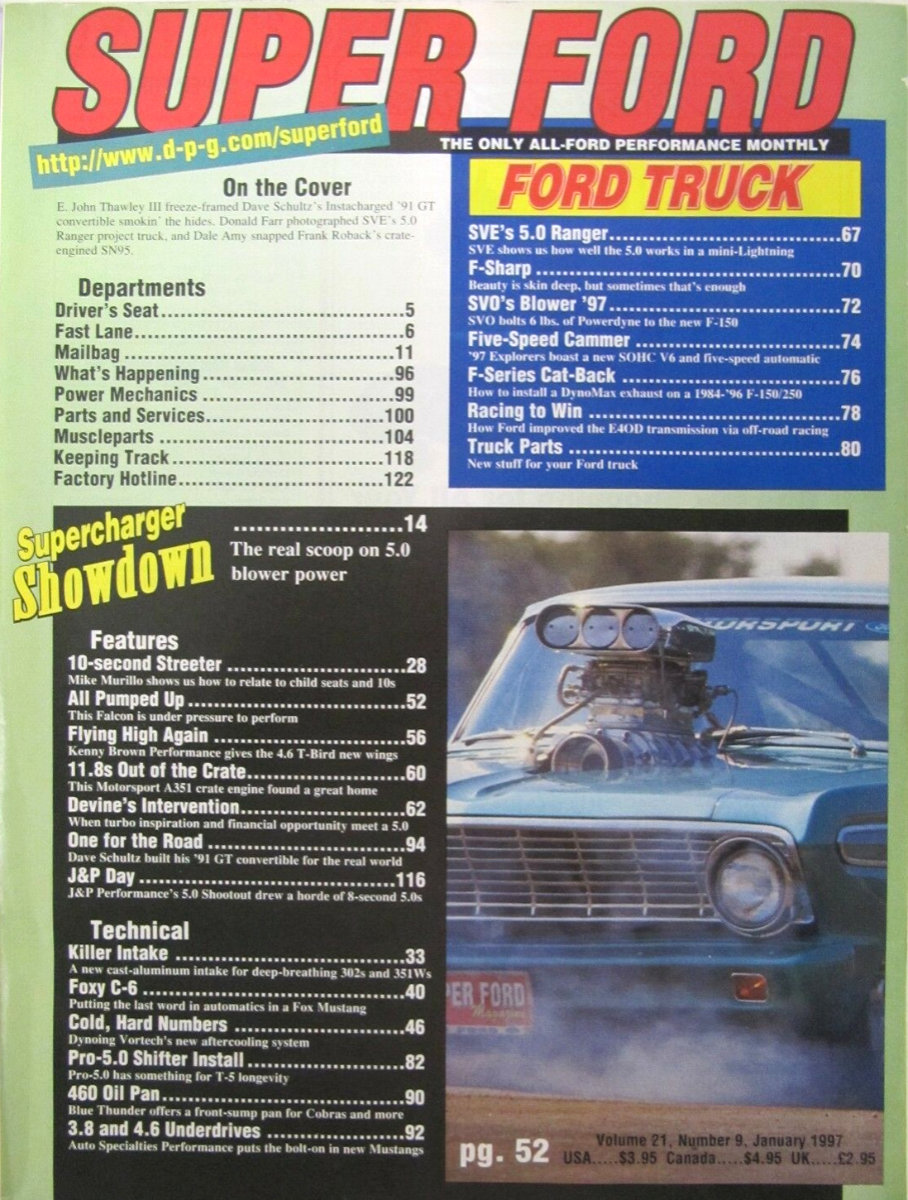 SUPER FORD
http://www.d-p-g.com/superford
THE ONLY ALL-FORD PERFORMANCE MONTHLY
On the Cover
E. John Thawley III freeze-framed Dave Schultz's Instacharged '91 GT
convertible smokin' the hides. Donald Farr photographed SVE's 5.0
Ranger project truck, and Dale Amy snapped Frank Roback's crate-
engined SN95.
Departments
Driver's Seat....................................5
Fast Lane.........................................6
Mailbag ..........................................11
What's Happening............................96
Power Mechanics ............................99
Parts and Services..........................100
Muscleparts ..................................104
Keeping Track................................118
Factory Hotline..............................122
FORD TRUCK
SVE's 5.0 Ranger..............................67
SVE shows us how well the 5.0 works in a mini-Lightning
F-Sharp ........................................70
Beauty is skin deep, but sometimes that's enough
SVO's Blower '97..............................72
SVO bolts 6 lbs. of Powerdyne to the new F-150
Five-Speed Cammer ..........................74
'97 Explorers boast a new SOHC V6 and five-speed automatic
F-Series Cat-Back ............................76
How to install a DynoMax exhaust on a 1984-'96 F-150/250
Racing to Win ................................78
How Ford improved the E4OD transmission via off-road racing
Truck Parts ....................................80
New stuff for your Ford truck
Supercharger
Showdown
......................14
The real scoop on 5.0
blower power
Features
10-second Streeter ........................28
Mike Murillo shows us how to relate to child seats and 10s
All Pumped Up ..............................52
This Falcon is under pressure to perform
Flying High Again ..........................56
Kenny Brown Performance gives the 4.6 T-Bird new wings
11.8s Out of the Crate......................60
This Motorsport A351 crate engine found a great home
Devine's Intervention......................62
When turbo inspiration and financial opportunity meet a 5.0
One for the Road ..........................94
Dave Schultz built his '91 GT convertible for the real world
J&P Day ....................................116
J&P Performance's 5.0 Shootout drew a horde of 8-second 5.0s
Technical
Killer Intake ................................33
A new cast-aluminum intake for deep-breathing 302s and 351Ws
Foxy C-6 ....................................40
Putting the last word in automatics in a Fox Mustang
Cold, Hard Numbers ......................46
Dynoing Vortech's new aftercooling system
Pro-5.0 Shifter Install ....................82
Pro-5.0 has something for T-5 longevity
460 Oil Pan..................................90
Blue Thunder offers a front-sump pan for Cobras and more
3.8 and 4.6 Underdrives ..................92
Auto Specialties Performance puts the bolt-on in new Mustangs
ORSPORT
PER FORD
Magazine
pg. 52
Volume 21, Number 9, January 1997
USA.....$3.95 Canada.....$4.95 UK.....£2.95